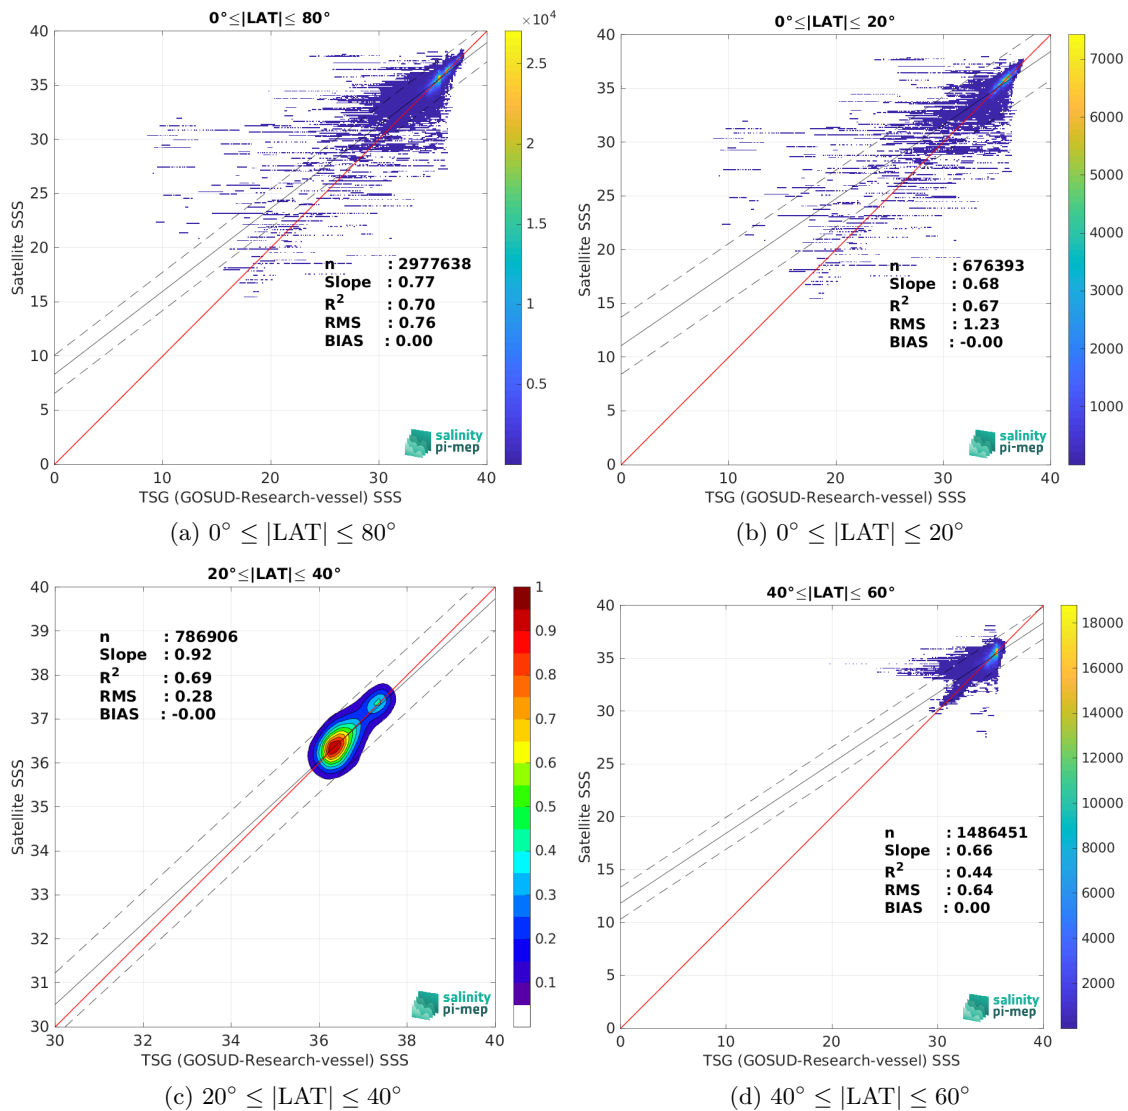 0°≤|LAT|≤ 80°
×10⁴
40
35
30
25
20
15
10
5
0
0 10 20 30 40
Satellite SSS
TSG (GOSUD-Research-vessel) SSS
n : 2977638
Slope : 0.77
R² : 0.70
RMS : 0.76
BIAS : 0.00
2.5
2
1.5
1
0.5
salinity
pi-mep
(a) 0° ≤ |LAT| ≤ 80°
0°≤|LAT|≤ 20°
40
35
30
25
20
15
10
5
0
0 10 20 30 40
Satellite SSS
TSG (GOSUD-Research-vessel) SSS
n : 676393
Slope : 0.68
R² : 0.67
RMS : 1.23
BIAS : -0.00
7000
6000
5000
4000
3000
2000
1000
salinity
pi-mep
(b) 0° ≤ |LAT| ≤ 20°
20°≤|LAT|≤ 40°
40
39
38
37
36
35
34
33
32
31
30
30 32 34 36 38 40
Satellite SSS
TSG (GOSUD-Research-vessel) SSS
n : 786906
Slope : 0.92
R² : 0.69
RMS : 0.28
BIAS : -0.00
1
0.9
0.8
0.7
0.6
0.5
0.4
0.3
0.2
0.1
salinity
pi-mep
(c) 20° ≤ |LAT| ≤ 40°
40°≤|LAT|≤ 60°
40
35
30
25
20
15
10
5
0
0 10 20 30 40
Satellite SSS
TSG (GOSUD-Research-vessel) SSS
n : 1486451
Slope : 0.66
R² : 0.44
RMS : 0.64
BIAS : 0.00
18000
16000
14000
12000
10000
8000
6000
4000
2000
salinity
pi-mep
(d) 40° ≤ |LAT| ≤ 60°